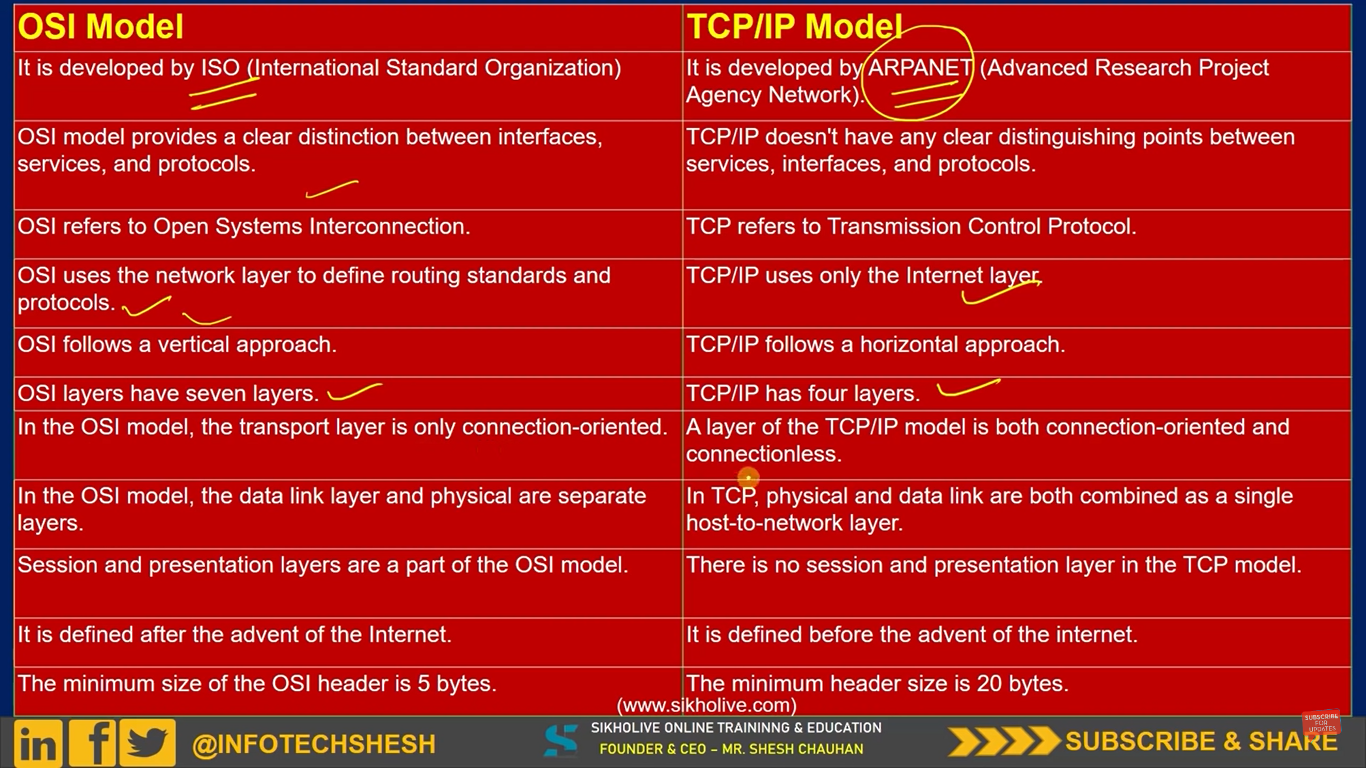 OSI Model
TCP/IP Model
It is developed by ISO (International Standard Organization)
It is developed by ARPANET (Advanced Research Project
Agency Network).
OSI model provides a clear distinction between interfaces,
services, and protocols.
TCP/IP doesn't have any clear distinguishing points between
services, interfaces, and protocols.
OSI refers to Open Systems Interconnection.
TCP refers to Transmission Control Protocol.
OSI uses the network layer to define routing standards and
protocols.
TCP/IP uses only the Internet layer.
OSI follows a vertical approach.
TCP/IP follows a horizontal approach.
OSI layers have seven layers.
TCP/IP has four layers.
In the OSI model, the transport layer is only connection-oriented.
A layer of the TCP/IP model is both connection-oriented and
connectionless.
In the OSI model, the data link layer and physical are separate
layers.
In TCP, physical and data link are both combined as a single
host-to-network layer.
Session and presentation layers are a part of the OSI model.
There is no session and presentation layer in the TCP model.
It is defined after the advent of the Internet.
It is defined before the advent of the internet.
The minimum size of the OSI header is 5 bytes.
The minimum header size is 20 bytes.
(www.sikholive.com)
@INFOTECHSHESH
SIKHOLIVE ONLINE TRAININNG & EDUCATION
FOUNDER & CEO – MR. SHESH CHAUHAN
SUBSCRIBE & SHARE
SUBSCRIBE
FOR
UPDATES